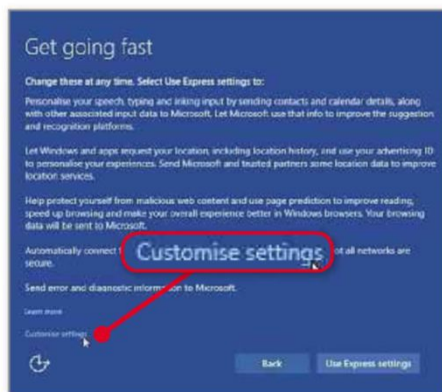 Get going fast
Change these at any time. Select Use Express settings to:
Personalise your speech, typing and inking input by sending contacts and calendar details, along
with other associated input data to Microsoft. Let Microsoft use that info to improve the suggestion
and recognition platforms.
Let Windows and apps request your location, including location history, and use your advertising ID
to personalise your experiences. Send Microsoft and trusted partners some location data to improve
location services.
Help protect yourself from malicious web content and use page prediction to improve reading,
speed up browsing and make your overall experience better in Windows browsers. Your browsing
data will be sent to Microsoft.
Automatically connect Customise settings ot all networks are
secure.
Send error and diagnostic information to Microsoft.
Learn more
Customise settings
Back Use Express settings